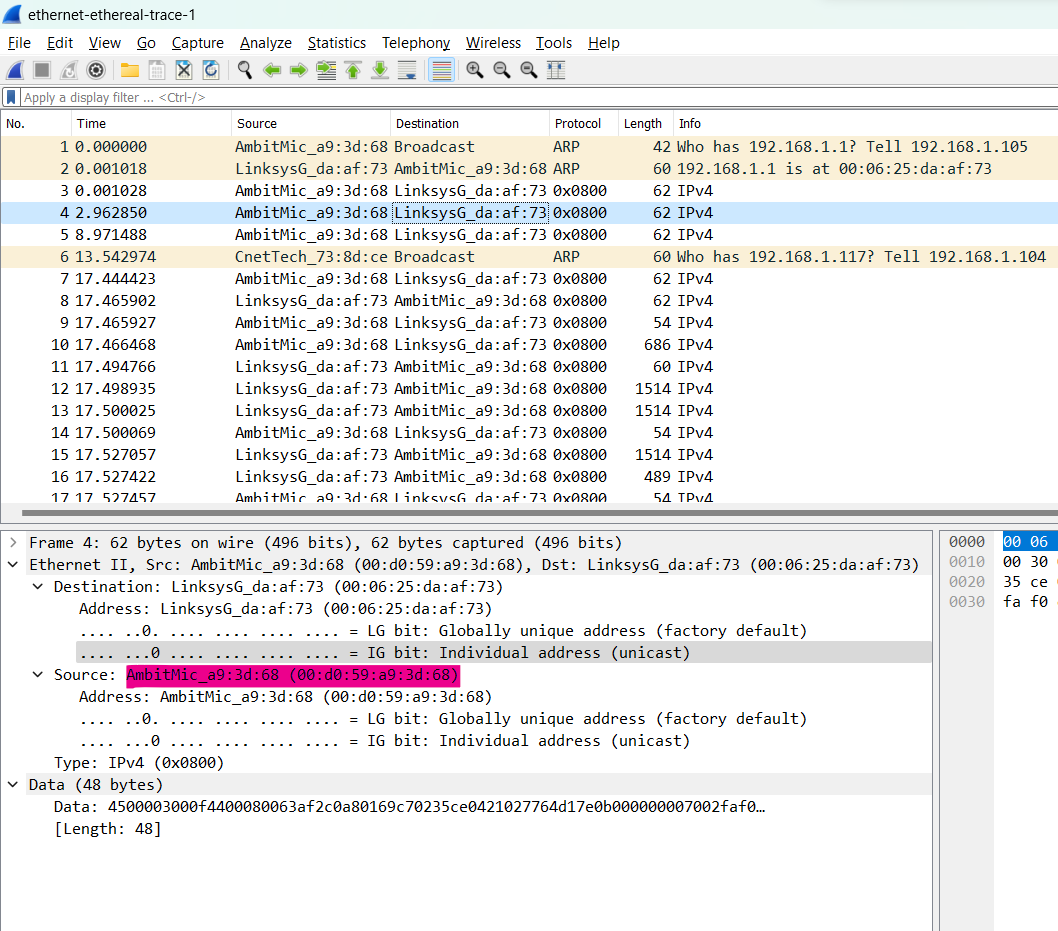 ethernet-ethereal-trace-1
File Edit View Go Capture Analyze Statistics Telephony Wireless Tools Help
Apply a display filter ... <Ctrl-/>
No. Time Source Destination Protocol Length Info
1 0.000000 AmbitMic_a9:3d:68 Broadcast ARP 42 Who has 192.168.1.1? Tell 192.168.1.105
2 0.001018 LinksysG_da:af:73 AmbitMic_a9:3d:68 ARP 60 192.168.1.1 is at 00:06:25:da:af:73
3 0.001028 AmbitMic_a9:3d:68 LinksysG_da:af:73 0x0800 62 IPv4
4 2.962850 AmbitMic_a9:3d:68 LinksysG_da:af:73 0x0800 62 IPv4
5 8.971488 AmbitMic_a9:3d:68 LinksysG_da:af:73 0x0800 62 IPv4
6 13.542974 CnetTech_73:8d:ce Broadcast ARP 60 Who has 192.168.1.117? Tell 192.168.1.104
7 17.444423 AmbitMic_a9:3d:68 LinksysG_da:af:73 0x0800 62 IPv4
8 17.465902 LinksysG_da:af:73 AmbitMic_a9:3d:68 0x0800 62 IPv4
9 17.465927 AmbitMic_a9:3d:68 LinksysG_da:af:73 0x0800 54 IPv4
10 17.466468 AmbitMic_a9:3d:68 LinksysG_da:af:73 0x0800 686 IPv4
11 17.494766 LinksysG_da:af:73 AmbitMic_a9:3d:68 0x0800 60 IPv4
12 17.498935 LinksysG_da:af:73 AmbitMic_a9:3d:68 0x0800 1514 IPv4
13 17.500025 LinksysG_da:af:73 AmbitMic_a9:3d:68 0x0800 1514 IPv4
14 17.500069 AmbitMic_a9:3d:68 LinksysG_da:af:73 0x0800 54 IPv4
15 17.527057 LinksysG_da:af:73 AmbitMic_a9:3d:68 0x0800 1514 IPv4
16 17.527422 LinksysG_da:af:73 AmbitMic_a9:3d:68 0x0800 489 IPv4
17 17.527457 AmbitMic_a9:3d:68 LinksysG_da:af:73 0x0800 54 IPv4
Frame 4: 62 bytes on wire (496 bits), 62 bytes captured (496 bits)
Ethernet II, Src: AmbitMic_a9:3d:68 (00:d0:59:a9:3d:68), Dst: LinksysG_da:af:73 (00:06:25:da:af:73)
Destination: LinksysG_da:af:73 (00:06:25:da:af:73)
Address: LinksysG_da:af:73 (00:06:25:da:af:73)
.... ..0. .... .... .... .... = LG bit: Globally unique address (factory default)
.... ...0 .... .... .... .... = IG bit: Individual address (unicast)
Source: AmbitMic_a9:3d:68 (00:d0:59:a9:3d:68)
Address: AmbitMic_a9:3d:68 (00:d0:59:a9:3d:68)
.... ..0. .... .... .... .... = LG bit: Globally unique address (factory default)
.... ...0 .... .... .... .... = IG bit: Individual address (unicast)
Type: IPv4 (0x0800)
Data (48 bytes)
Data: 4500003000f4400080063af2c0a80169c70235ce0421027764d17e0b000000007002faf0…
[Length: 48]
0000 00 06
0010 00 30
0020 35 ce
0030 fa f0